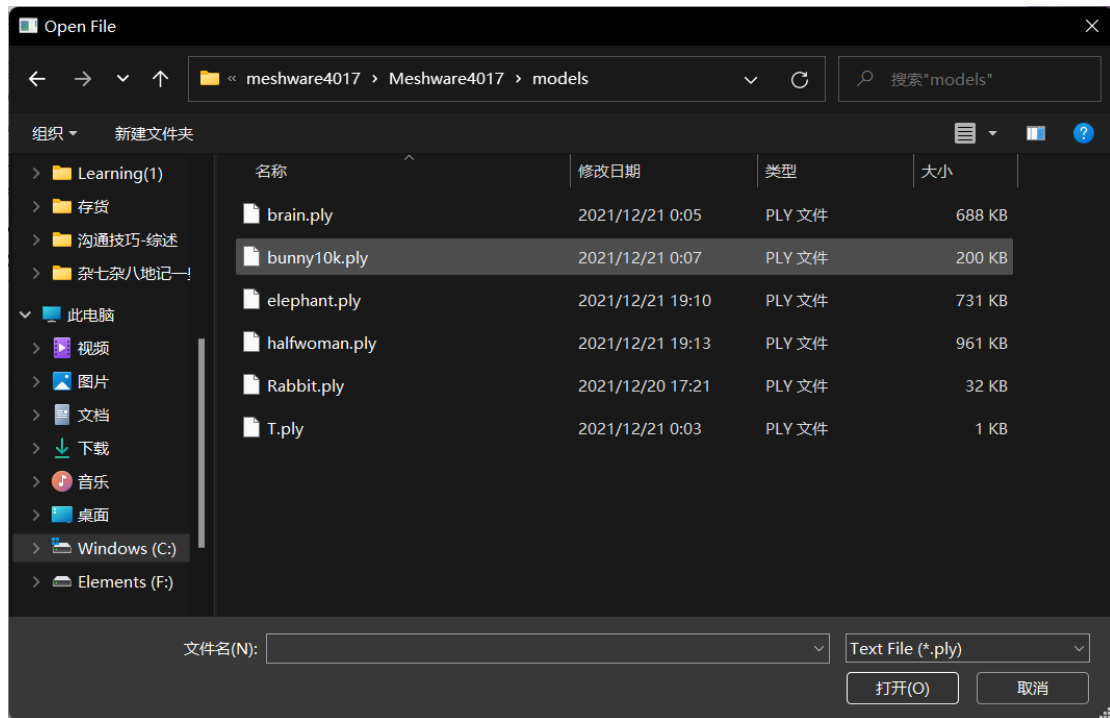 Open File
« meshware4017 › Meshware4017 › models
搜索"models"
组织
新建文件夹
名称 修改日期 类型 大小
Learning(1)
存货
沟通技巧-综述
杂七杂八地记一
此电脑
视频
图片
文档
下载
音乐
桌面
Windows (C:)
Elements (F:)
brain.ply 2021/12/21 0:05 PLY 文件 688 KB
bunny10k.ply 2021/12/21 0:07 PLY 文件 200 KB
elephant.ply 2021/12/21 19:10 PLY 文件 731 KB
halfwoman.ply 2021/12/21 19:13 PLY 文件 961 KB
Rabbit.ply 2021/12/20 17:21 PLY 文件 32 KB
T.ply 2021/12/21 0:03 PLY 文件 1 KB
文件名(N):
Text File (*.ply)
打开(O)
取消